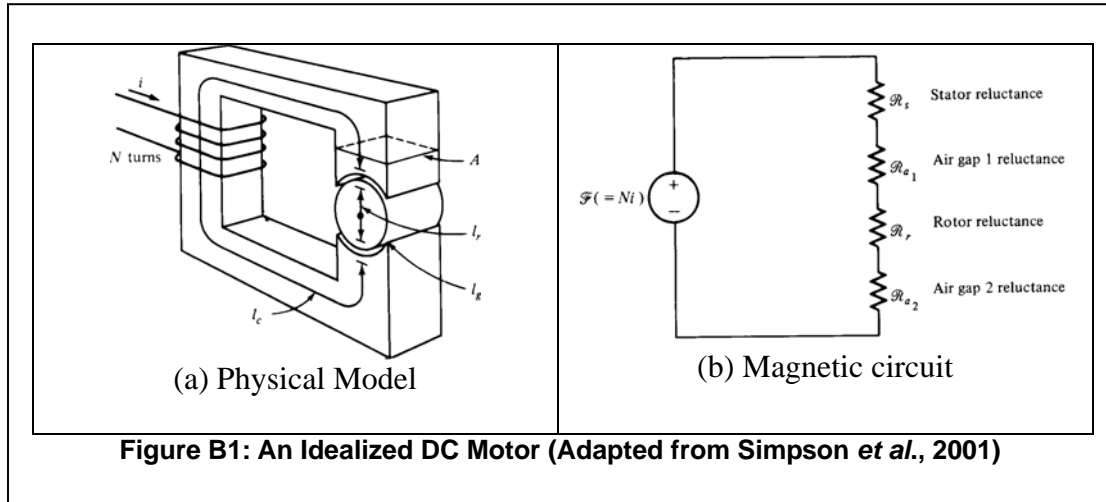 i
N turns
A
l_r
l_g
l_c
(a) Physical Model
ℱ(= Ni)
+
−
ℛ_s Stator reluctance
ℛ_a₁ Air gap 1 reluctance
ℛ_r Rotor reluctance
ℛ_a₂ Air gap 2 reluctance
(b) Magnetic circuit
Figure B1: An Idealized DC Motor (Adapted from Simpson et al., 2001)